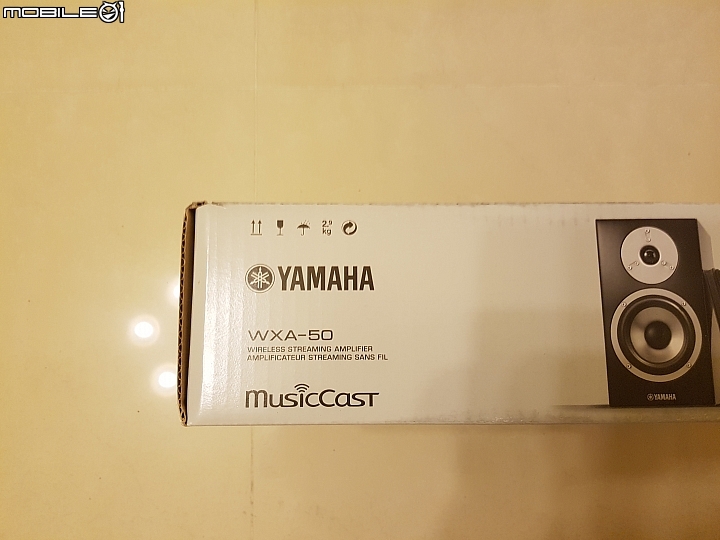 MOBILE01
2.9
kg
YAMAHA
WXA-50
WIRELESS STREAMING AMPLIFIER
AMPLIFICATEUR STREAMING SANS FIL
MusicCast
YAMAHA